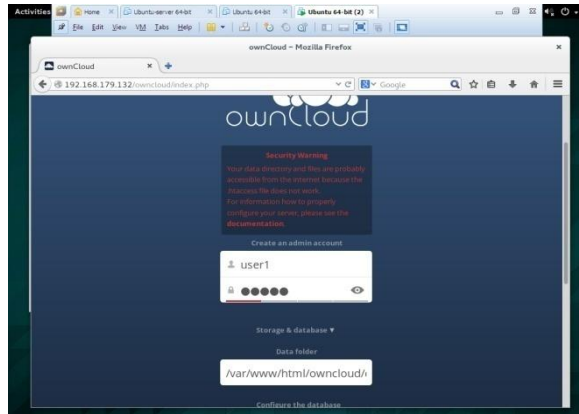 Activities
Home
Ubuntu-server 64-bit
Ubuntu 64-bit
Ubuntu 64-bit (2)
File Edit View VM Tabs Help
ownCloud - Mozilla Firefox
ownCloud
192.168.179.132/owncloud/index.php
Google
ownCloud
Security Warning
Your data directory and files are probably
accessible from the internet because the
.htaccess file does not work.
For information how to properly
configure your server, please see the
documentation.
Create an admin account
user1
Storage & database ▼
Data folder
/var/www/html/owncloud/
Configure the database